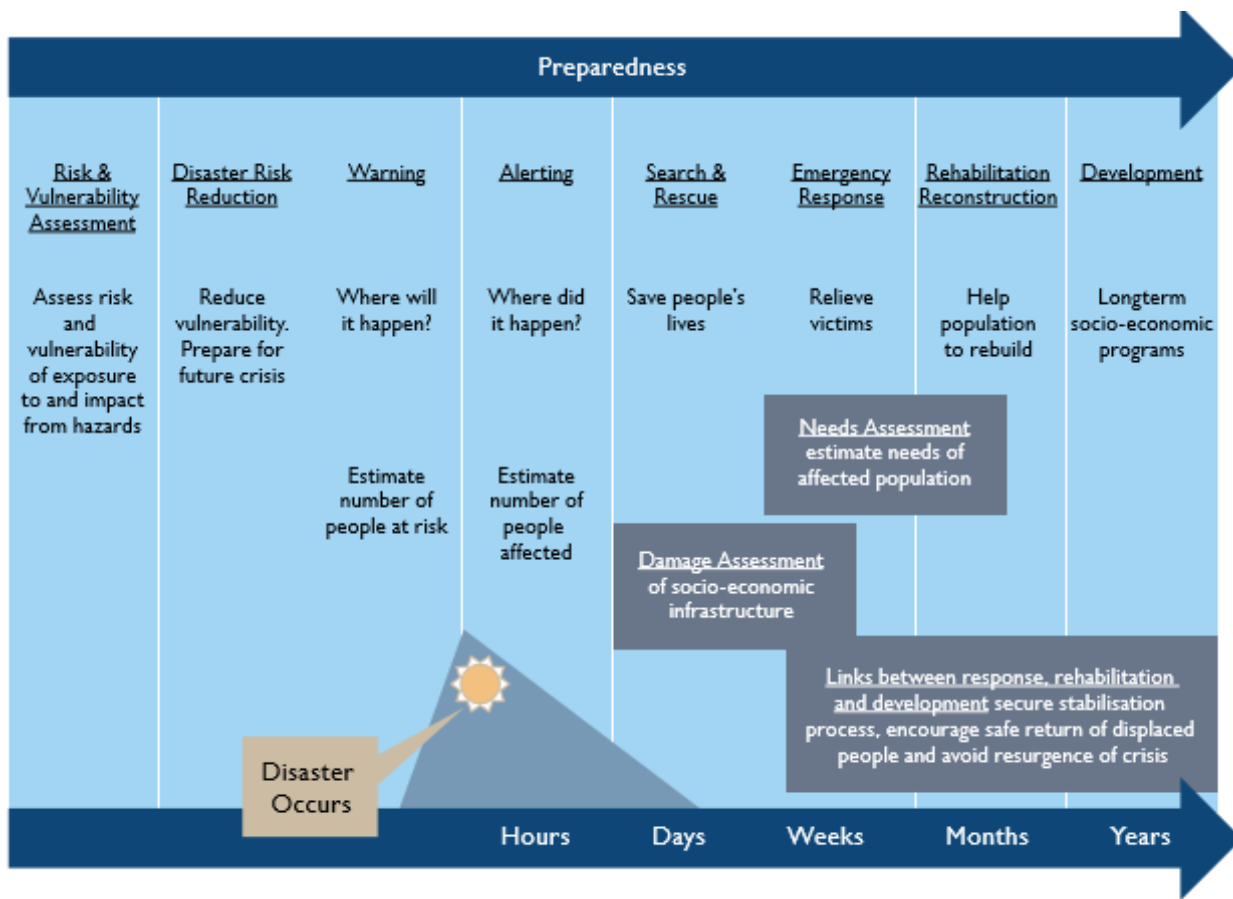 Preparedness
Risk &
Vulnerability
Assessment
Assess risk
and
vulnerability
of exposure
to and impact
from hazards
Disaster Risk
Reduction
Reduce
vulnerability.
Prepare for
future crisis
Warning
Where will
it happen?
Estimate
number of
people at risk
Alerting
Where did
it happen?
Estimate
number of
people
affected
Search &
Rescue
Save people's
lives
Emergency
Response
Relieve
victims
Rehabilitation
Reconstruction
Help
population
to rebuild
Development
Longterm
socio-economic
programs
Needs Assessment
estimate needs of
affected population
Damage Assessment
of socio-economic
infrastructure
Links between response, rehabilitation
and development secure stabilisation
process, encourage safe return of displaced
people and avoid resurgence of crisis
Disaster
Occurs
Hours
Days
Weeks
Months
Years